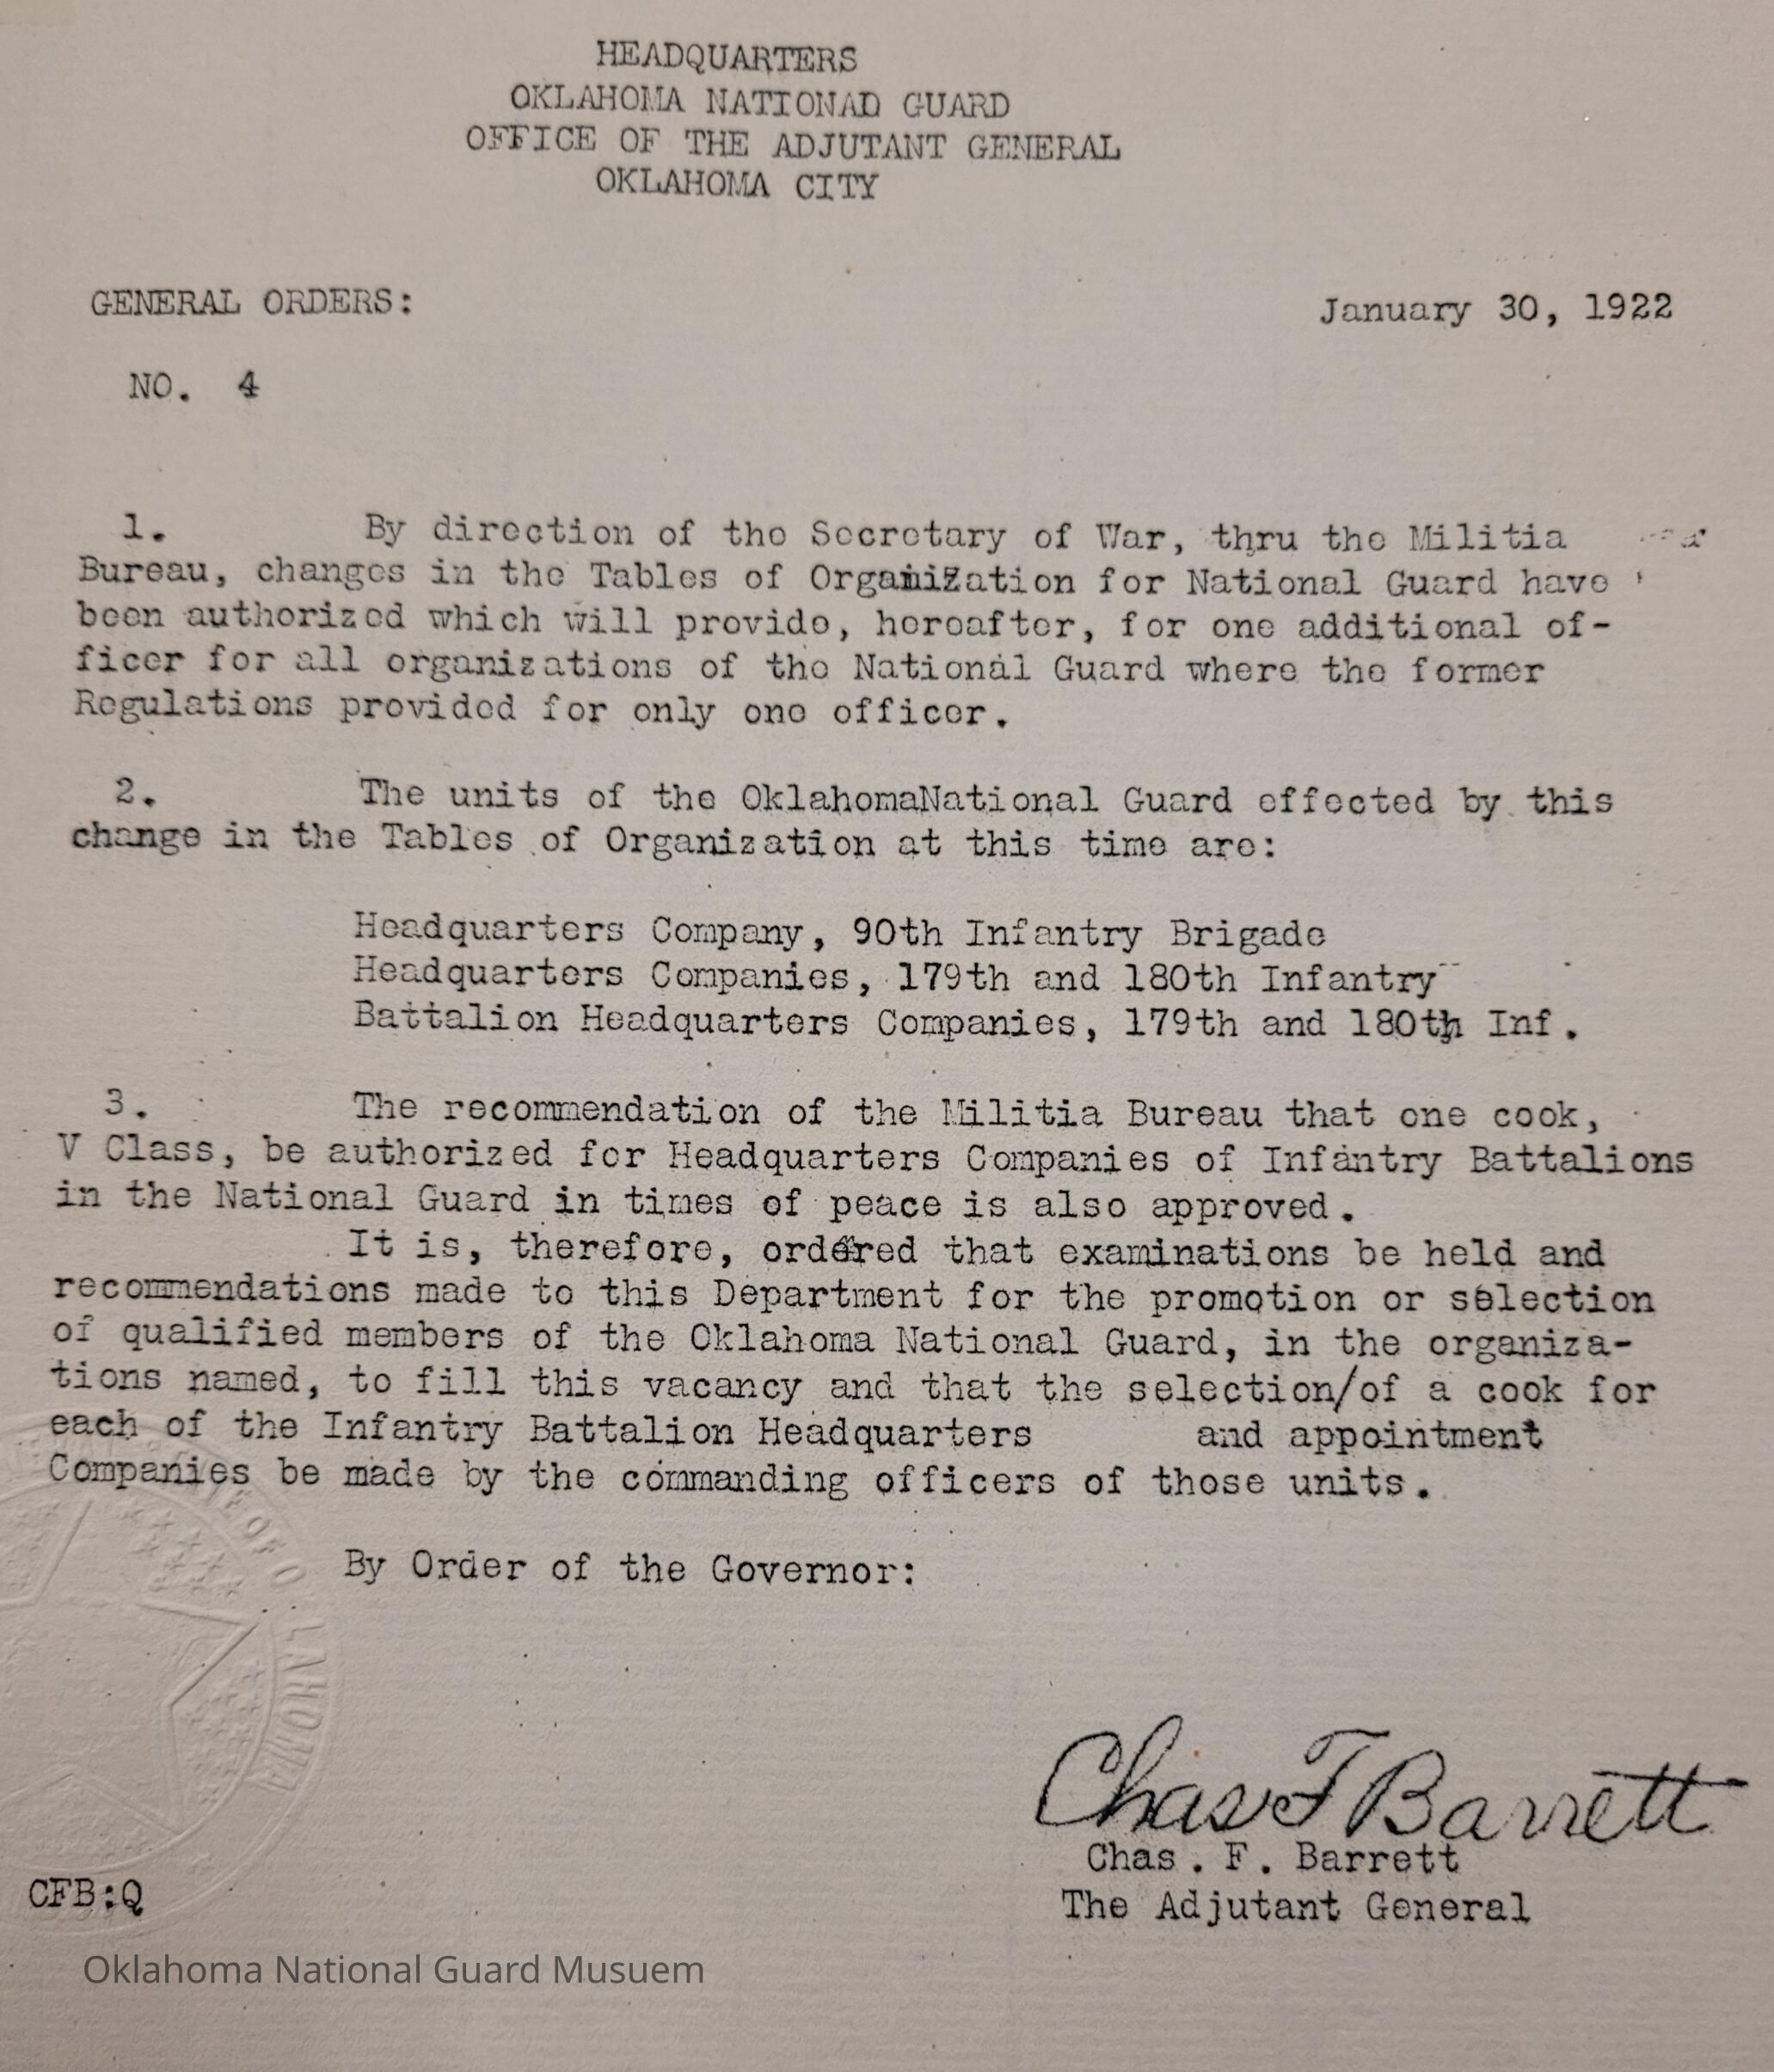 HEADQUARTERS
OKLAHOMA NATIONAD GUARD
OFFICE OF THE ADJUTANT GENERAL
OKLAHOMA CITY
GENERAL ORDERS: January 30, 1922
NO. 4
1. By direction of the Secretary of War, thru the Militia
Bureau, changes in the Tables of Organization for National Guard have
been authorized which will provide, hereafter, for one additional of-
ficer for all organizations of the National Guard where the former
Regulations provided for only one officer.
2. The units of the OklahomaNational Guard effected by this
change in the Tables of Organization at this time are:
Headquarters Company, 90th Infantry Brigade
Headquarters Companies, 179th and 180th Infantry
Battalion Headquarters Companies, 179th and 180th Inf.
3. The recommendation of the Militia Bureau that one cook,
V Class, be authorized for Headquarters Companies of Infantry Battalions
in the National Guard in times of peace is also approved.
It is, therefore, ordered that examinations be held and
recommendations made to this Department for the promotion or selection
of qualified members of the Oklahoma National Guard, in the organiza-
tions named, to fill this vacancy and that the selection/of a cook for
each of the Infantry Battalion Headquarters and appointment
Companies be made by the commanding officers of those units.
By Order of the Governor:
Chas F Barrett
Chas. F. Barrett
The Adjutant General
CFB:Q
Oklahoma National Guard Musuem